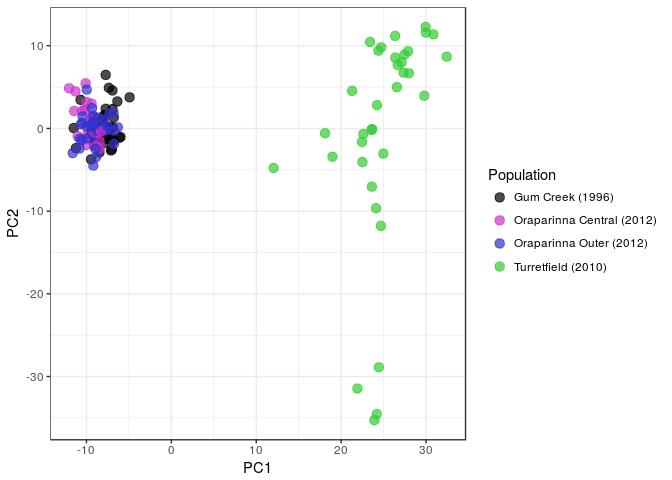 10
0
-10
-20
-30
PC2
-10
0
10
20
30
PC1
Population
Gum Creek (1996)
Oraparinna Central (2012)
Oraparinna Outer (2012)
Turretfield (2010)